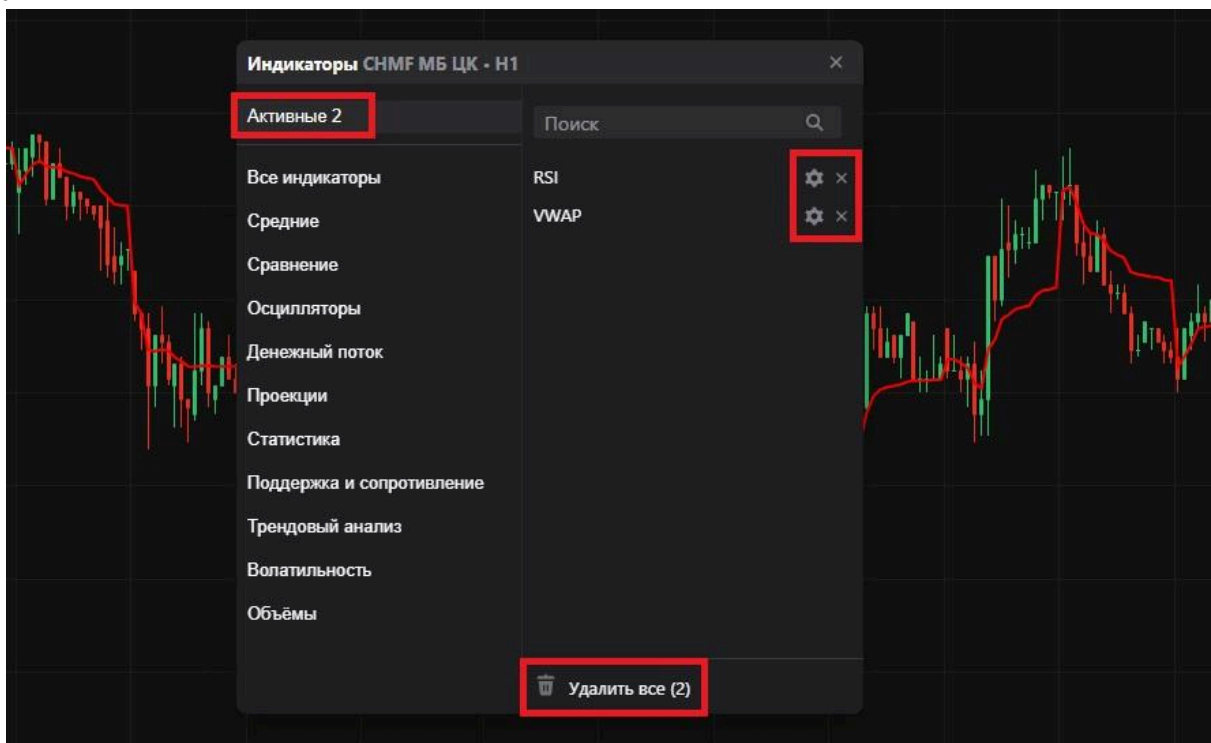 Индикаторы CHMF МБ ЦК • H1
Активные 2
Все индикаторы
Средние
Сравнение
Осцилляторы
Денежный поток
Проекции
Статистика
Поддержка и сопротивление
Трендовый анализ
Волатильность
Объёмы
Поиск
RSI
VWAP
Удалить все (2)